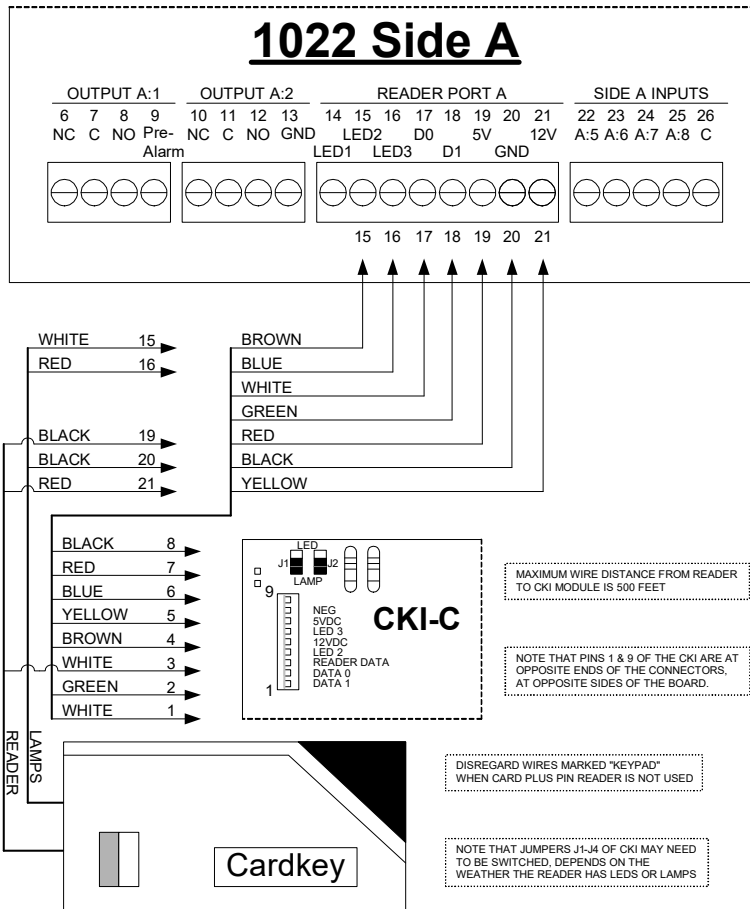 1022 Side A
OUTPUT A:1 OUTPUT A:2 READER PORT A SIDE A INPUTS
6 7 8 9 10 11 12 13 14 15 16 17 18 19 20 21 22 23 24 25 26
NC C NO Pre- NC C NO GND LED2 D0 5V 12V A:5 A:6 A:7 A:8 C
Alarm LED1 LED3 D1 GND
15 16 17 18 19 20 21
WHITE 15 BROWN
RED 16 BLUE
WHITE
GREEN
BLACK 19 RED
BLACK 20 BLACK
RED 21 YELLOW
BLACK 8
RED 7
BLUE 6
YELLOW 5
BROWN 4
WHITE 3
GREEN 2
WHITE 1
LED
J1 J2
LAMP
9
CKI-C
NEG
5VDC
LED 3
12VDC
LED 2
READER DATA
DATA 0
DATA 1
1
MAXIMUM WIRE DISTANCE FROM READER
TO CKI MODULE IS 500 FEET
NOTE THAT PINS 1 & 9 OF THE CKI ARE AT
OPPOSITE ENDS OF THE CONNECTORS,
AT OPPOSITE SIDES OF THE BOARD.
READER
LAMPS
DISREGARD WIRES MARKED "KEYPAD"
WHEN CARD PLUS PIN READER IS NOT USED
Cardkey
NOTE THAT JUMPERS J1-J4 OF CKI MAY NEED
TO BE SWITCHED, DEPENDS ON THE
WEATHER THE READER HAS LEDS OR LAMPS